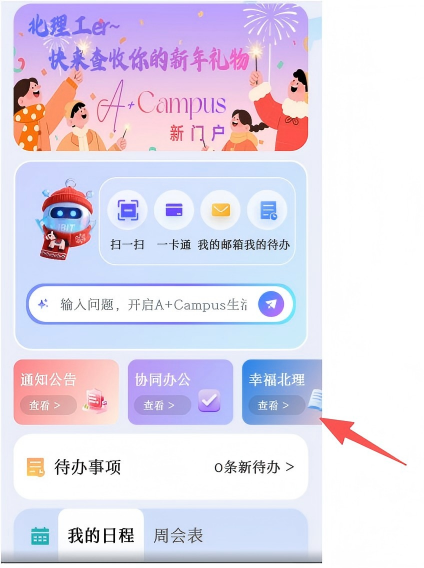 北理工er~
快来查收你的新年礼物
A+Campus
新门户
扫一扫 一卡通 我的邮箱 我的待办
输入问题，开启A+Campus生活
通知公告 协同办公 幸福北理
查看 > 查看 > 查看 >
待办事项 0条新待办 >
我的日程 周会表